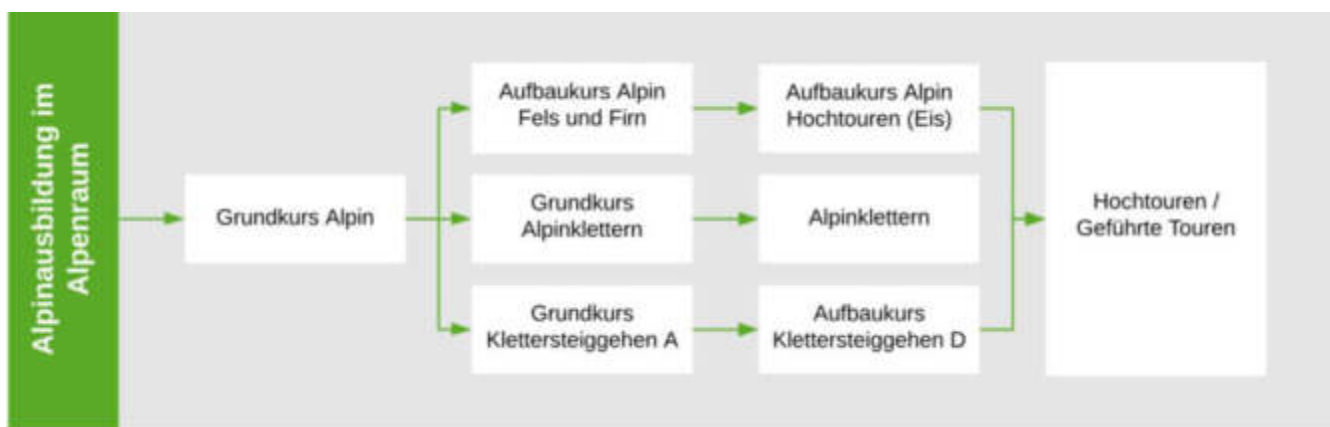 Alpinausbildung im
Alpenraum
Grundkurs Alpin
Aufbaukurs Alpin
Fels und Firn
Aufbaukurs Alpin
Hochtouren (Eis)
Grundkurs
Alpinklettern
Alpinklettern
Grundkurs
Klettersteiggehen A
Aufbaukurs
Klettersteiggehen D
Hochtouren /
Geführte Touren